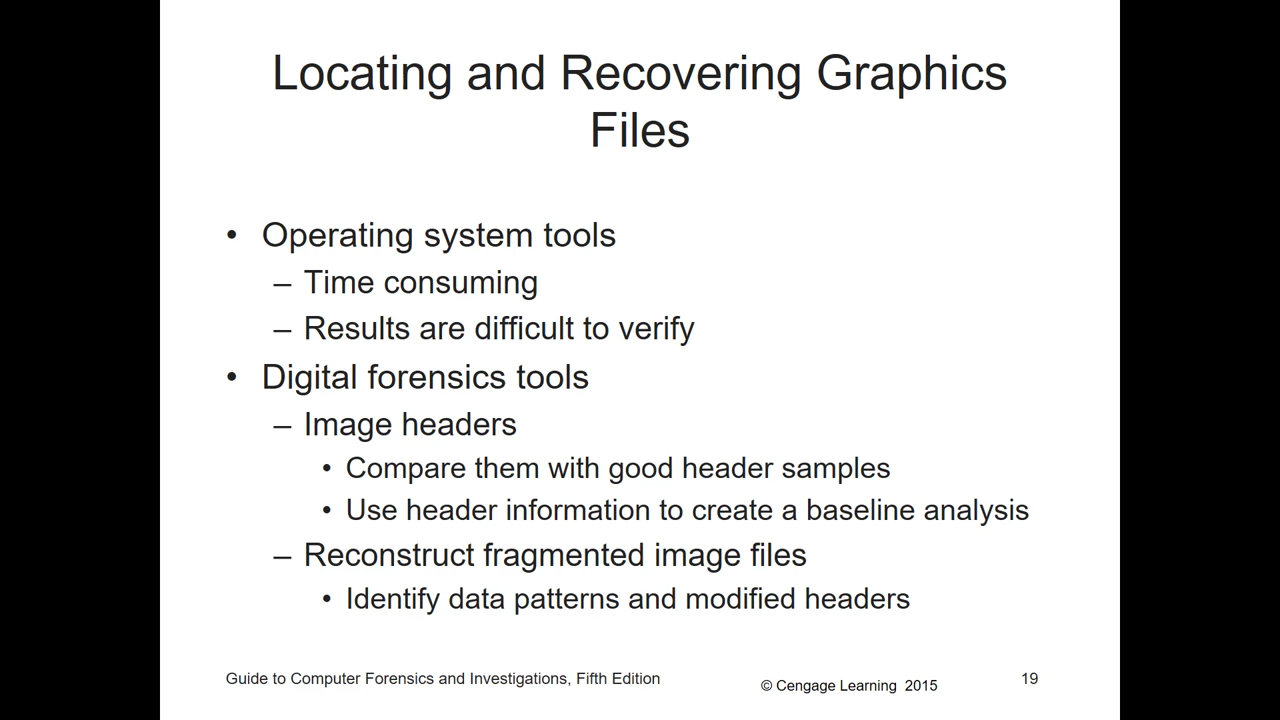 Locating and Recovering Graphics
Files
• Operating system tools
– Time consuming
– Results are difficult to verify
• Digital forensics tools
– Image headers
• Compare them with good header samples
• Use header information to create a baseline analysis
– Reconstruct fragmented image files
• Identify data patterns and modified headers
Guide to Computer Forensics and Investigations, Fifth Edition
© Cengage Learning 2015
19